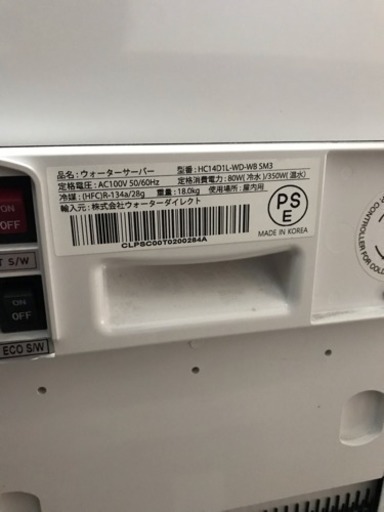 品名：ウォーターサーバー 型番：HC14D1L-WD-WB SM3
定格電圧：AC100V 50/60Hz 定格消費電力：80W(冷水)/350W(温水)
冷媒：(HFC)R-134a/28g 重量：18.0kg 使用場所：屋内用
輸入元：株式会社ウォーターダイレクト
CLPSC00T0200284A
PS
E
MADE IN KOREA
ON
OFF
T S/W
ON
OFF
ECO S/W
CONTROLLER FOR COL